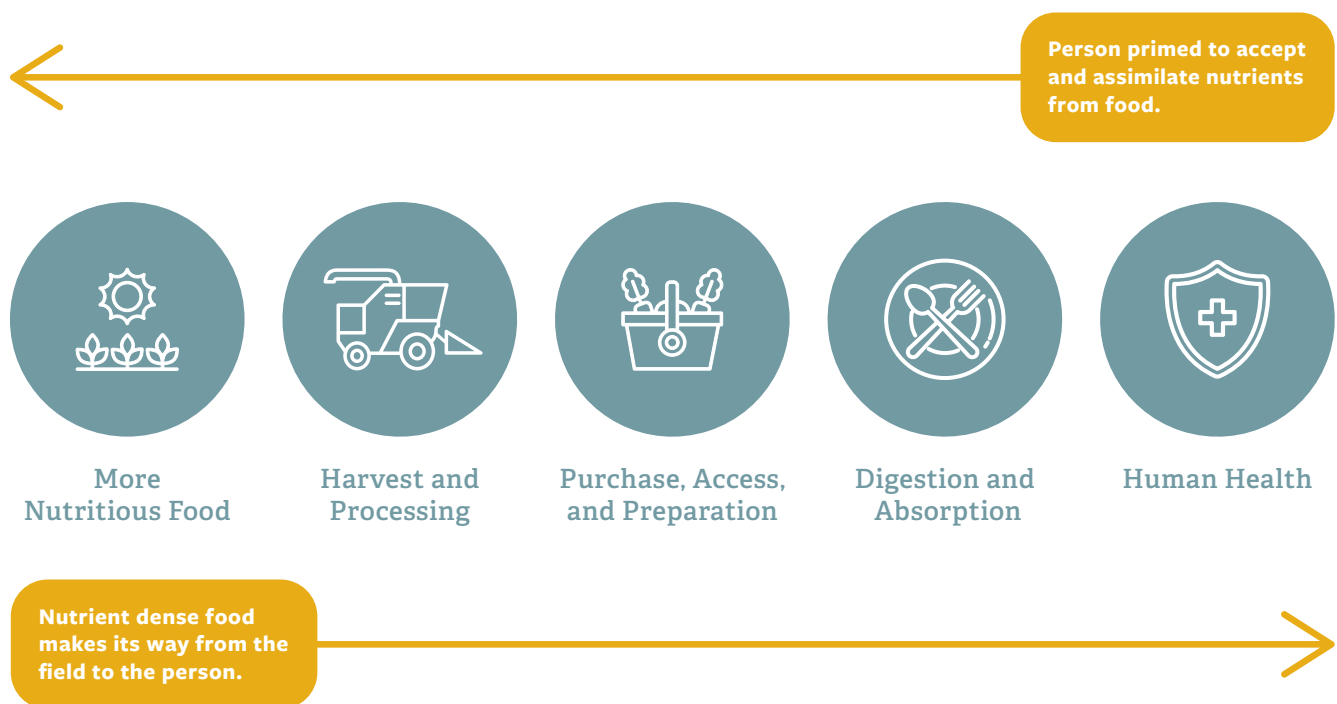 Person primed to accept
and assimilate nutrients
from food.
More
Nutritious Food
Harvest and
Processing
Purchase, Access,
and Preparation
Digestion and
Absorption
Human Health
Nutrient dense food
makes its way from the
field to the person.